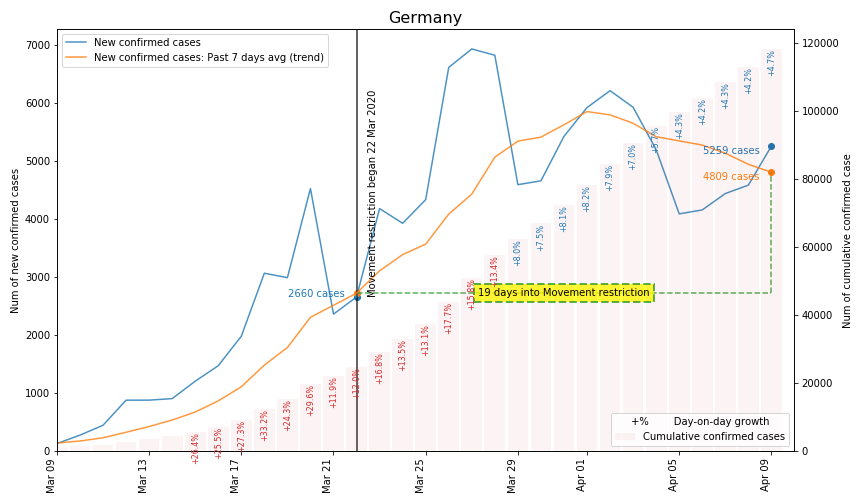 Germany
New confirmed cases
New confirmed cases: Past 7 days avg (trend)
Movement restriction began 22 Mar 2020
Num of new confirmed cases
Num of cumulative confirmed case
7000
6000
5000
4000
3000
2000
1000
0
120000
100000
80000
60000
40000
20000
0
+26.4%
+25.5%
+27.3%
+33.2%
+24.3%
+29.6%
+11.9%
+12.0%
+16.8%
+13.5%
+13.1%
+17.7%
+13.4%
+8.0%
+7.5%
+8.1%
+8.2%
+7.9%
+7.0%
+4.3%
+4.2%
+4.3%
+4.2%
+4.7%
2660 cases
19 days into Movement restriction
5259 cases
4809 cases
+% Day-on-day growth
Cumulative confirmed cases
Mar 09
Mar 13
Mar 17
Mar 21
Mar 25
Mar 29
Apr 01
Apr 05
Apr 09